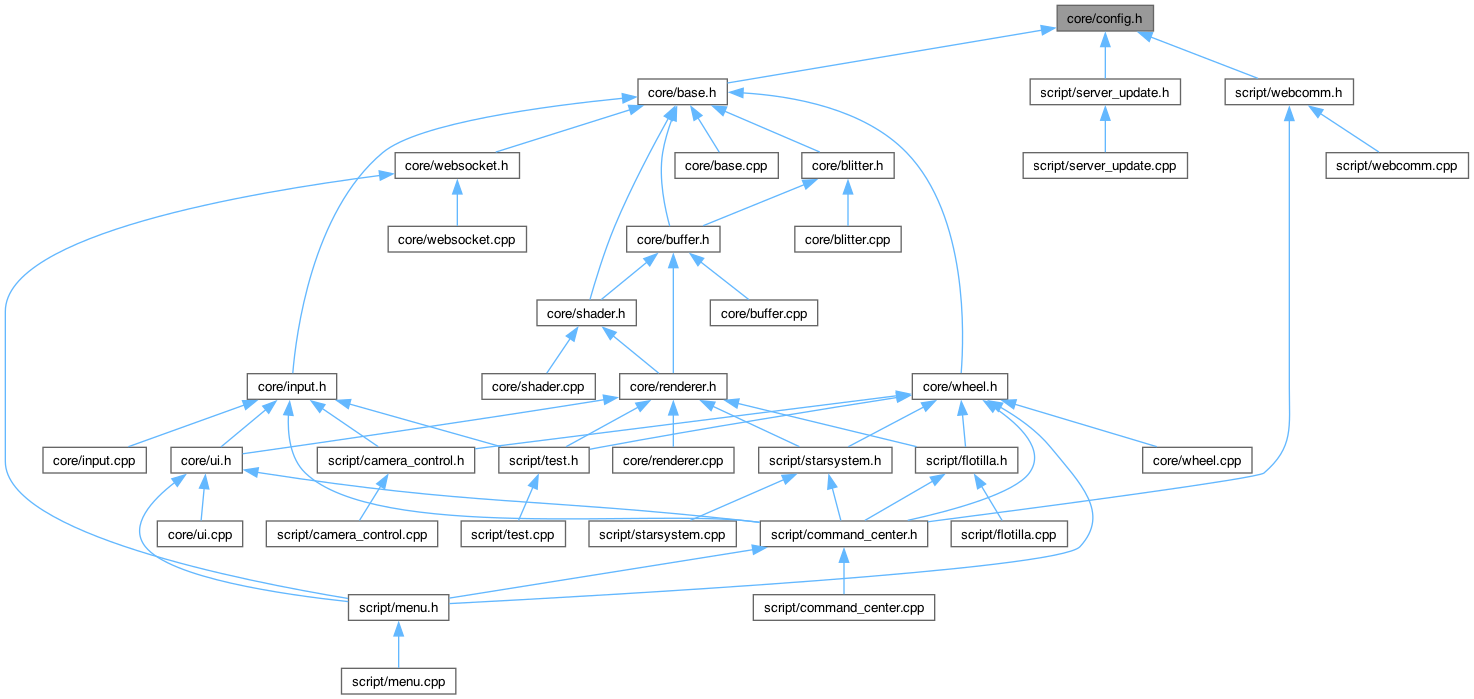 core/config.h
core/base.h
script/server_update.h
script/webcomm.h
core/websocket.h
core/base.cpp
core/blitter.h
script/server_update.cpp
script/webcomm.cpp
core/websocket.cpp
core/buffer.h
core/blitter.cpp
core/shader.h
core/buffer.cpp
core/input.h
core/shader.cpp
core/renderer.h
core/wheel.h
core/input.cpp
core/ui.h
script/camera_control.h
script/test.h
core/renderer.cpp
script/starsystem.h
script/flotilla.h
core/wheel.cpp
core/ui.cpp
script/camera_control.cpp
script/test.cpp
script/starsystem.cpp
script/command_center.h
script/flotilla.cpp
script/menu.h
script/command_center.cpp
script/menu.cpp